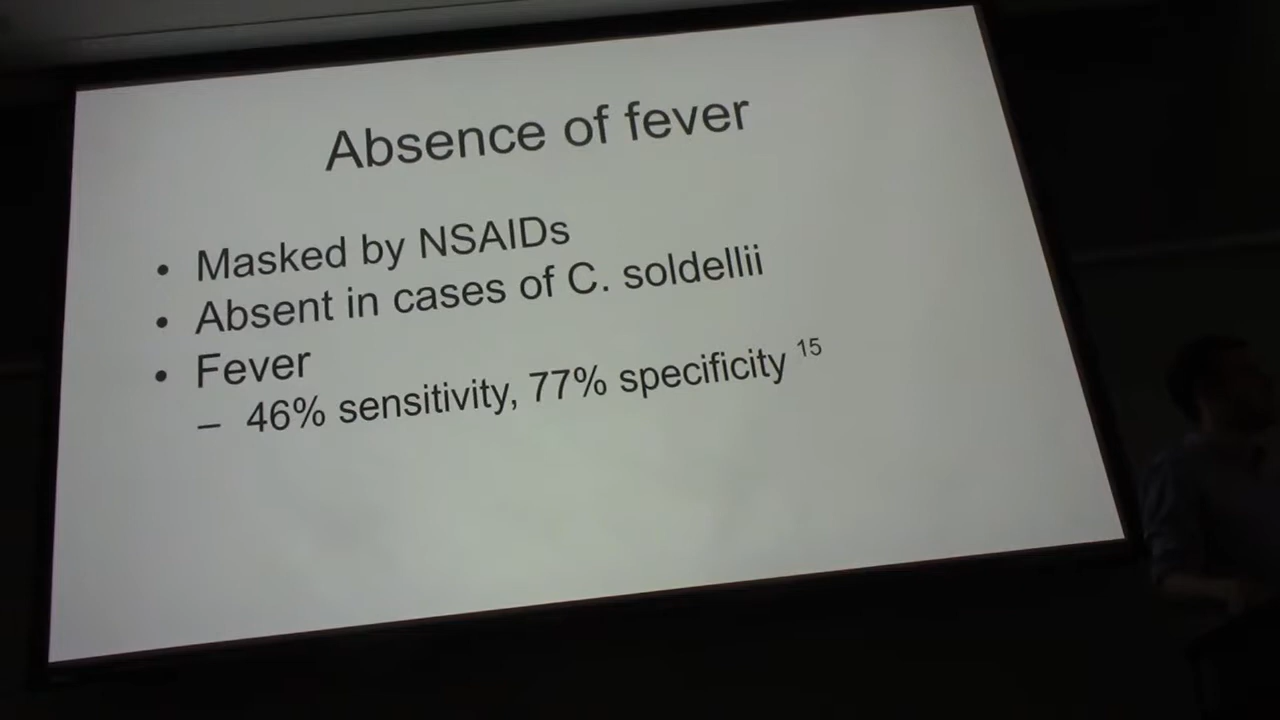 Absence of fever
• Masked by NSAIDs
• Absent in cases of C. soldellii
• Fever
– 46% sensitivity, 77% specificity 15